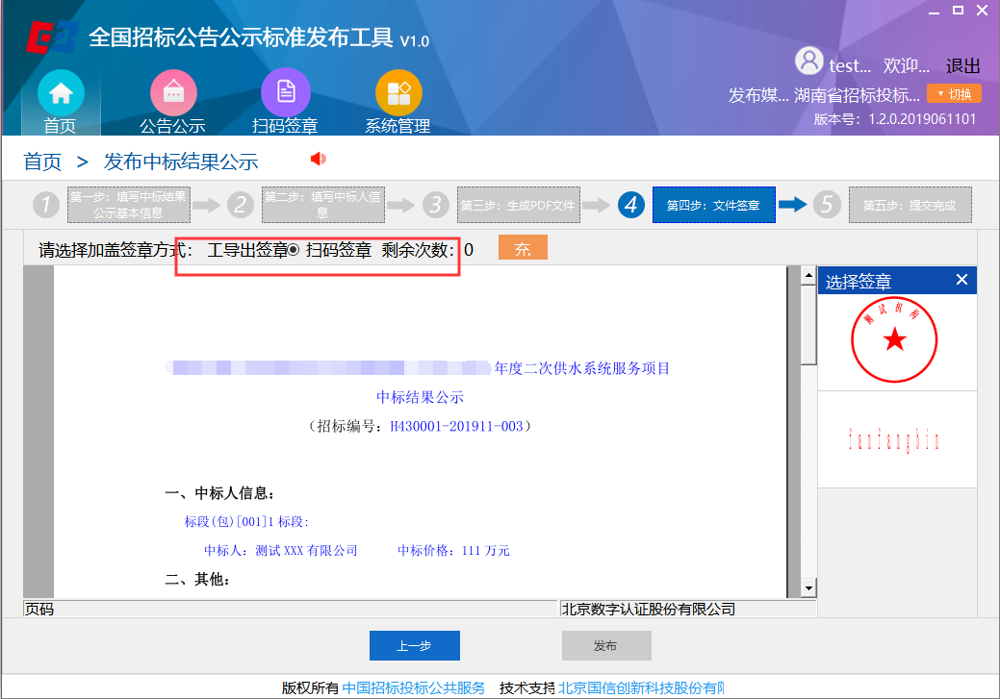 全国招标公告公示标准发布工具 V1.0
test... 欢迎... 退出
发布媒... 湖南省招标投标... 切换
版本号：1.2.0.2019061101
首页 公告公示 扫码签章 系统管理
首页 > 发布中标结果公示
1 第一步：填写中标结果
公示基本信息
2 第二步：填写中标人信
息
3 第三步：生成PDF文件
4 第四步：文件签章
5 第五步：提交完成
请选择加盖签章方式： 工导出签章 扫码签章 剩余次数：0 充
年度二次供水系统服务项目
中标结果公示
（招标编号：H430001-201911-003）
一、中标人信息：
标段(包)[001]1标段:
中标人：测试XXX有限公司 中标价格：111万元
二、其他：
选择签章
测试机构
页码
北京数字认证股份有限公司
上一步 发布
版权所有 中国招标投标公共服务 技术支持 北京国信创新科技股份有限